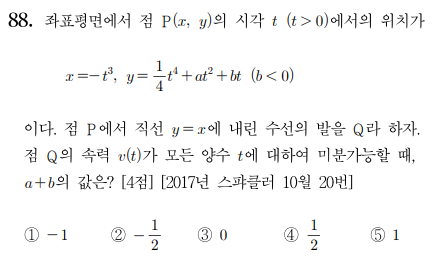 88. 좌표평면에서 점 P(x, y)의 시각 t (t>0)에서의 위치가
x=-t³, y=\frac{1}{4}t⁴+at²+bt (b<0)
이다. 점 P에서 직선 y=x에 내린 수선의 발을 Q라 하자.
점 Q의 속력 v(t)가 모든 양수 t에 대하여 미분가능할 때,
a+b의 값은? [4점] [2017년 스퍄클러 10월 20번]
① -1 ② -\frac{1}{2} ③ 0 ④ \frac{1}{2} ⑤ 1